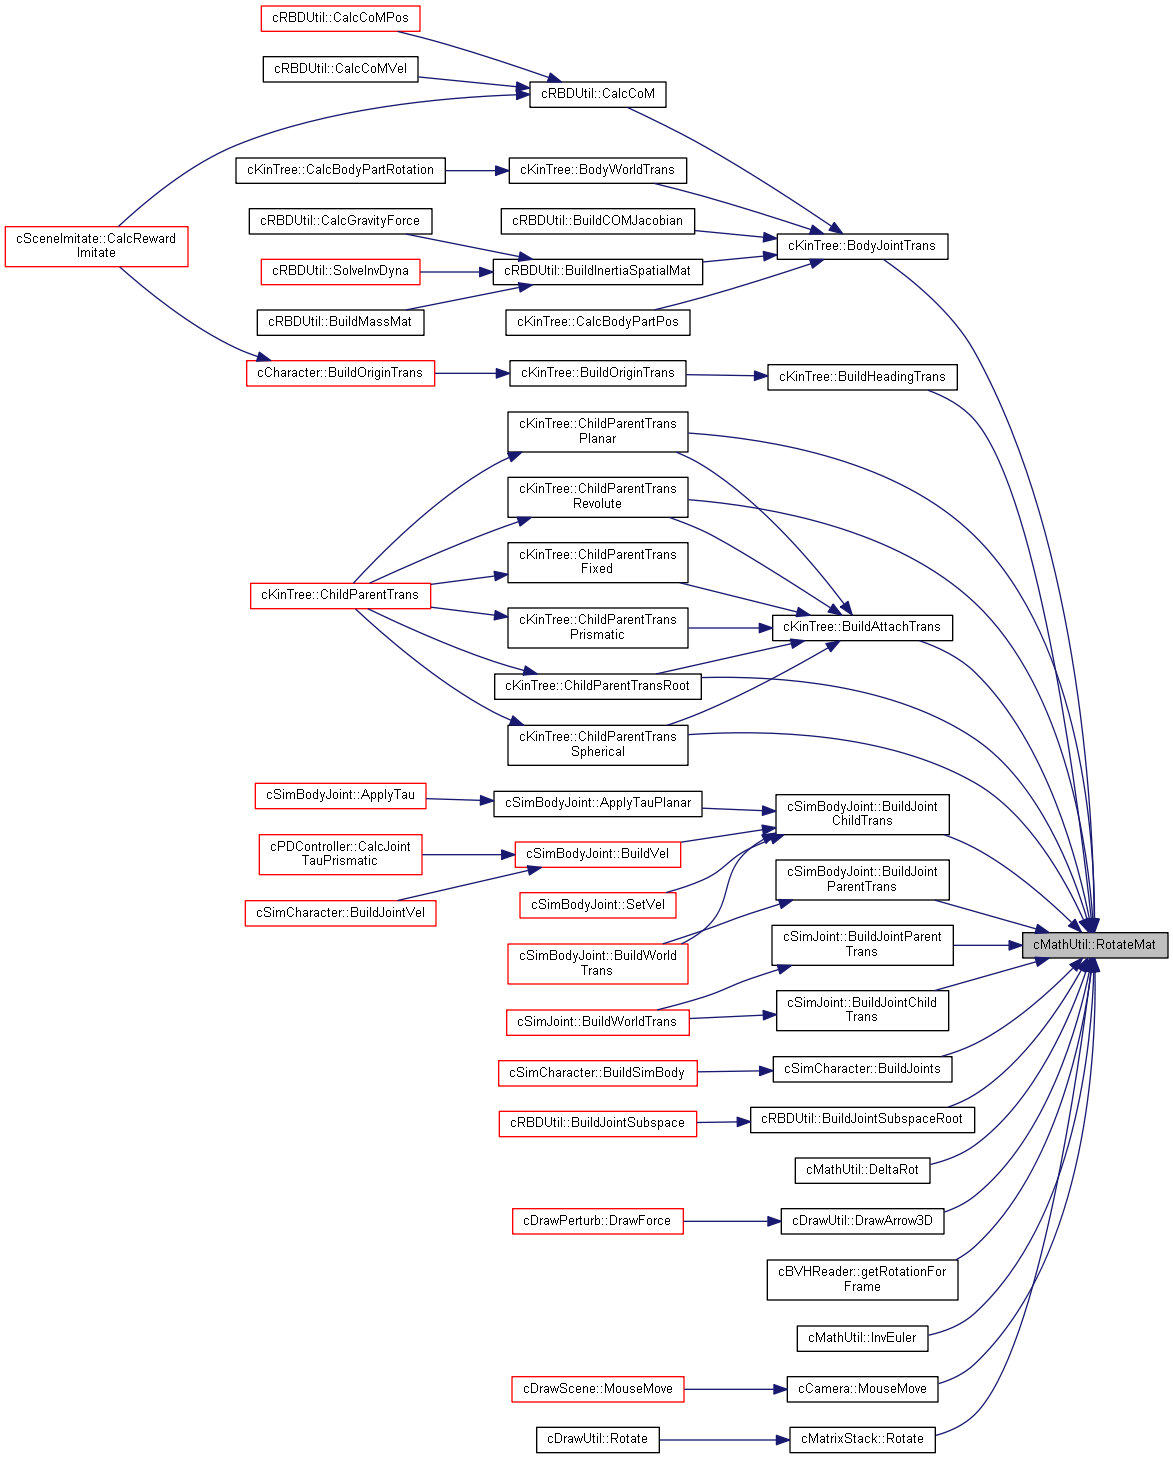 cRBDUtil::CalcCoMPos
cRBDUtil::CalcCoMVel
cRBDUtil::CalcCoM
cKinTree::CalcBodyPartRotation
cKinTree::BodyWorldTrans
cRBDUtil::CalcGravityForce
cRBDUtil::BuildCOMJacobian
cSceneImitate::CalcReward
Imitate
cKinTree::BodyJointTrans
cRBDUtil::SolveInvDyna
cRBDUtil::BuildInertiaSpatialMat
cRBDUtil::BuildMassMat
cKinTree::CalcBodyPartPos
cCharacter::BuildOriginTrans
cKinTree::BuildOriginTrans
cKinTree::BuildHeadingTrans
cKinTree::ChildParentTrans
Planar
cKinTree::ChildParentTrans
Revolute
cKinTree::ChildParentTrans
Fixed
cKinTree::ChildParentTrans
cKinTree::ChildParentTrans
Prismatic
cKinTree::BuildAttachTrans
cKinTree::ChildParentTransRoot
cKinTree::ChildParentTrans
Spherical
cSimBodyJoint::ApplyTau
cSimBodyJoint::ApplyTauPlanar
cSimBodyJoint::BuildJoint
ChildTrans
cPDController::CalcJoint
TauPrismatic
cSimBodyJoint::BuildVel
cSimBodyJoint::BuildJoint
ParentTrans
cSimCharacter::BuildJointVel
cSimBodyJoint::SetVel
cSimJoint::BuildJointParent
Trans
cMathUtil::RotateMat
cSimBodyJoint::BuildWorld
Trans
cSimJoint::BuildJointChild
Trans
cSimJoint::BuildWorldTrans
cSimCharacter::BuildSimBody
cSimCharacter::BuildJoints
cRBDUtil::BuildJointSubspace
cRBDUtil::BuildJointSubspaceRoot
cMathUtil::DeltaRot
cDrawPerturb::DrawForce
cDrawUtil::DrawArrow3D
cBVHReader::getRotationFor
Frame
cMathUtil::InvEuler
cDrawScene::MouseMove
cCamera::MouseMove
cDrawUtil::Rotate
cMatrixStack::Rotate